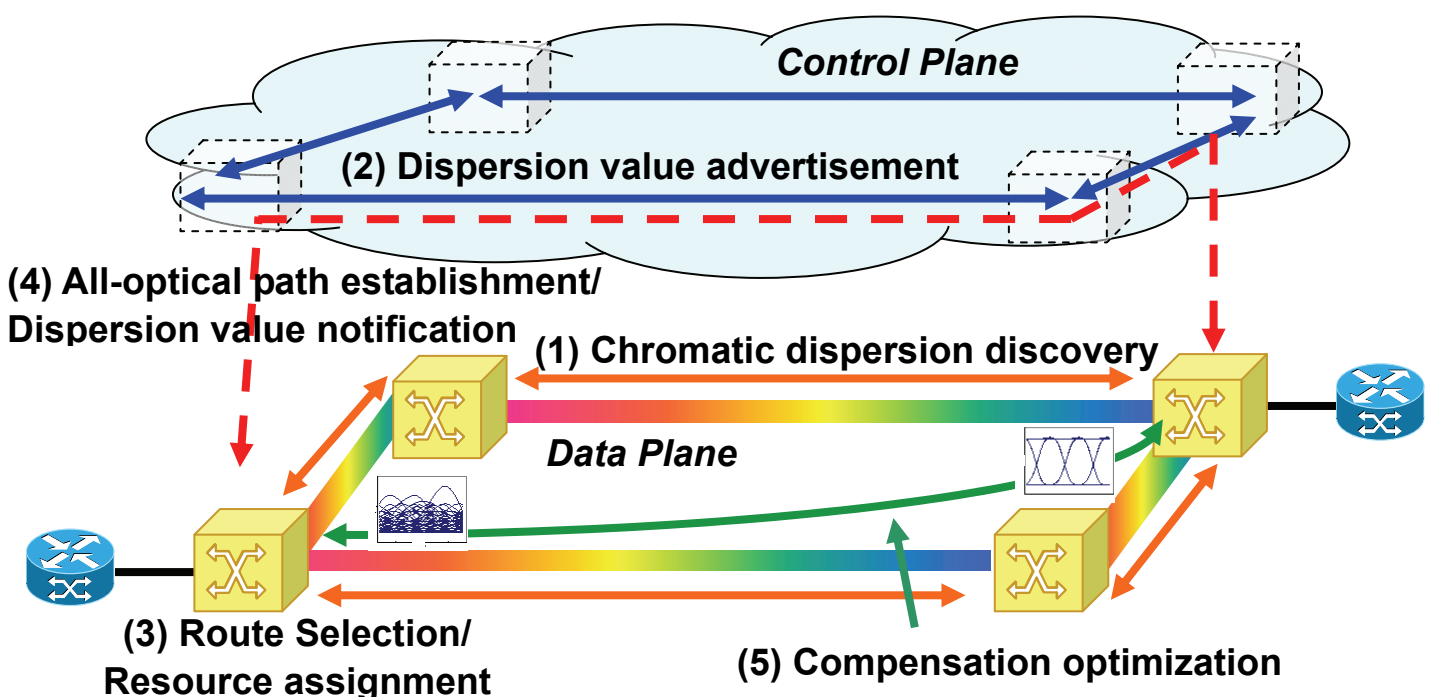 Control Plane
(2) Dispersion value advertisement
(4) All-optical path establishment/
Dispersion value notification
(1) Chromatic dispersion discovery
Data Plane
(3) Route Selection/
Resource assignment
(5) Compensation optimization